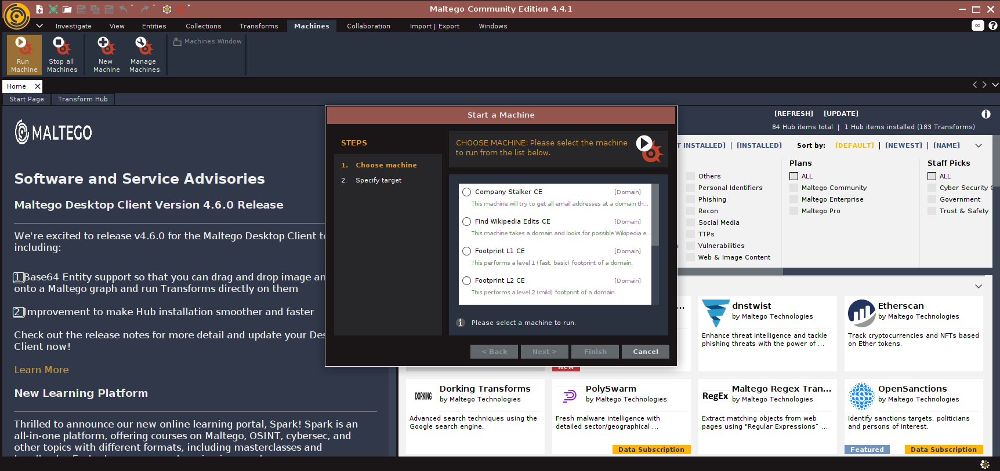 Maltego Community Edition 4.4.1
Investigate View Entities Collections Transforms Machines Collaboration Import | Export Windows
Run Machine
Stop all Machines
New Machine
Manage Machines
Machines Window
Home
Start Page Transform Hub
MALTEGO
Software and Service Advisories
Maltego Desktop Client Version 4.6.0 Release
We're excited to release v4.6.0 for the Maltego Desktop Client
including:
1 Base64 Entity support so that you can drag and drop image
onto a Maltego graph and run Transforms directly on them
2 Improvement to make Hub installation smoother and faster
Check out the release notes for more detail and update your
Client now!
Learn More
New Learning Platform
Thrilled to announce our new online learning portal, Spark! Spark is an
all-in-one platform, offering courses on Maltego, OSINT, cybersec, and
other topics with different formats, including masterclasses and
Start a Machine
STEPS
1. Choose machine
2. Specify target
CHOOSE MACHINE: Please select the machine
to run from the list below.
Company Stalker CE [Domain]
This machine will try to get all email addresses at a domain th...
Find Wikipedia Edits CE [Domain]
This machine takes a domain and looks for possible Wikipedia e...
Footprint L1 CE [Domain]
This performs a level 1 (fast, basic) footprint of a domain.
Footprint L2 CE [Domain]
This performs a level 2 (mild) footprint of a domain.
Please select a machine to run.
< Back Next > Finish Cancel
[REFRESH] [UPDATE]
84 Hub items total | 1 Hub items installed (183 Transforms)
INSTALLED] | [INSTALLED] Sort by: [DEFAULT] | [NEWEST] | [NAME]
Others
Personal Identifiers
Phishing
Recon
Social Media
TTPs
Vulnerabilities
Web & Image Content
Plans
ALL
Maltego Community
Maltego Enterprise
Maltego Pro
Staff Picks
ALL
Cyber Security
Government
Trust & Safety
New
dnstwist
by Maltego Technologies
Enhance threat intelligence and tackle
phishing threats with the power of ...
Etherscan
by Maltego Technologies
Track cryptocurrencies and NFTs based
on Ether tokens.
DORKING
Dorking Transforms
by Maltego Technologies
Advanced search techniques using the
Google search engine.
PolySwarm
by Maltego Technologies
Fresh malware intelligence with
detailed sector/geographical ...
Data Subscription
RegEx
Maltego Regex Tran...
by Maltego Technologies
Extract matching objects from web
pages using "Regular Expressions" ...
OpenSanctions
by Maltego Technologies
Identify sanctions targets, politicians
and persons of interest.
Featured Data Subscription